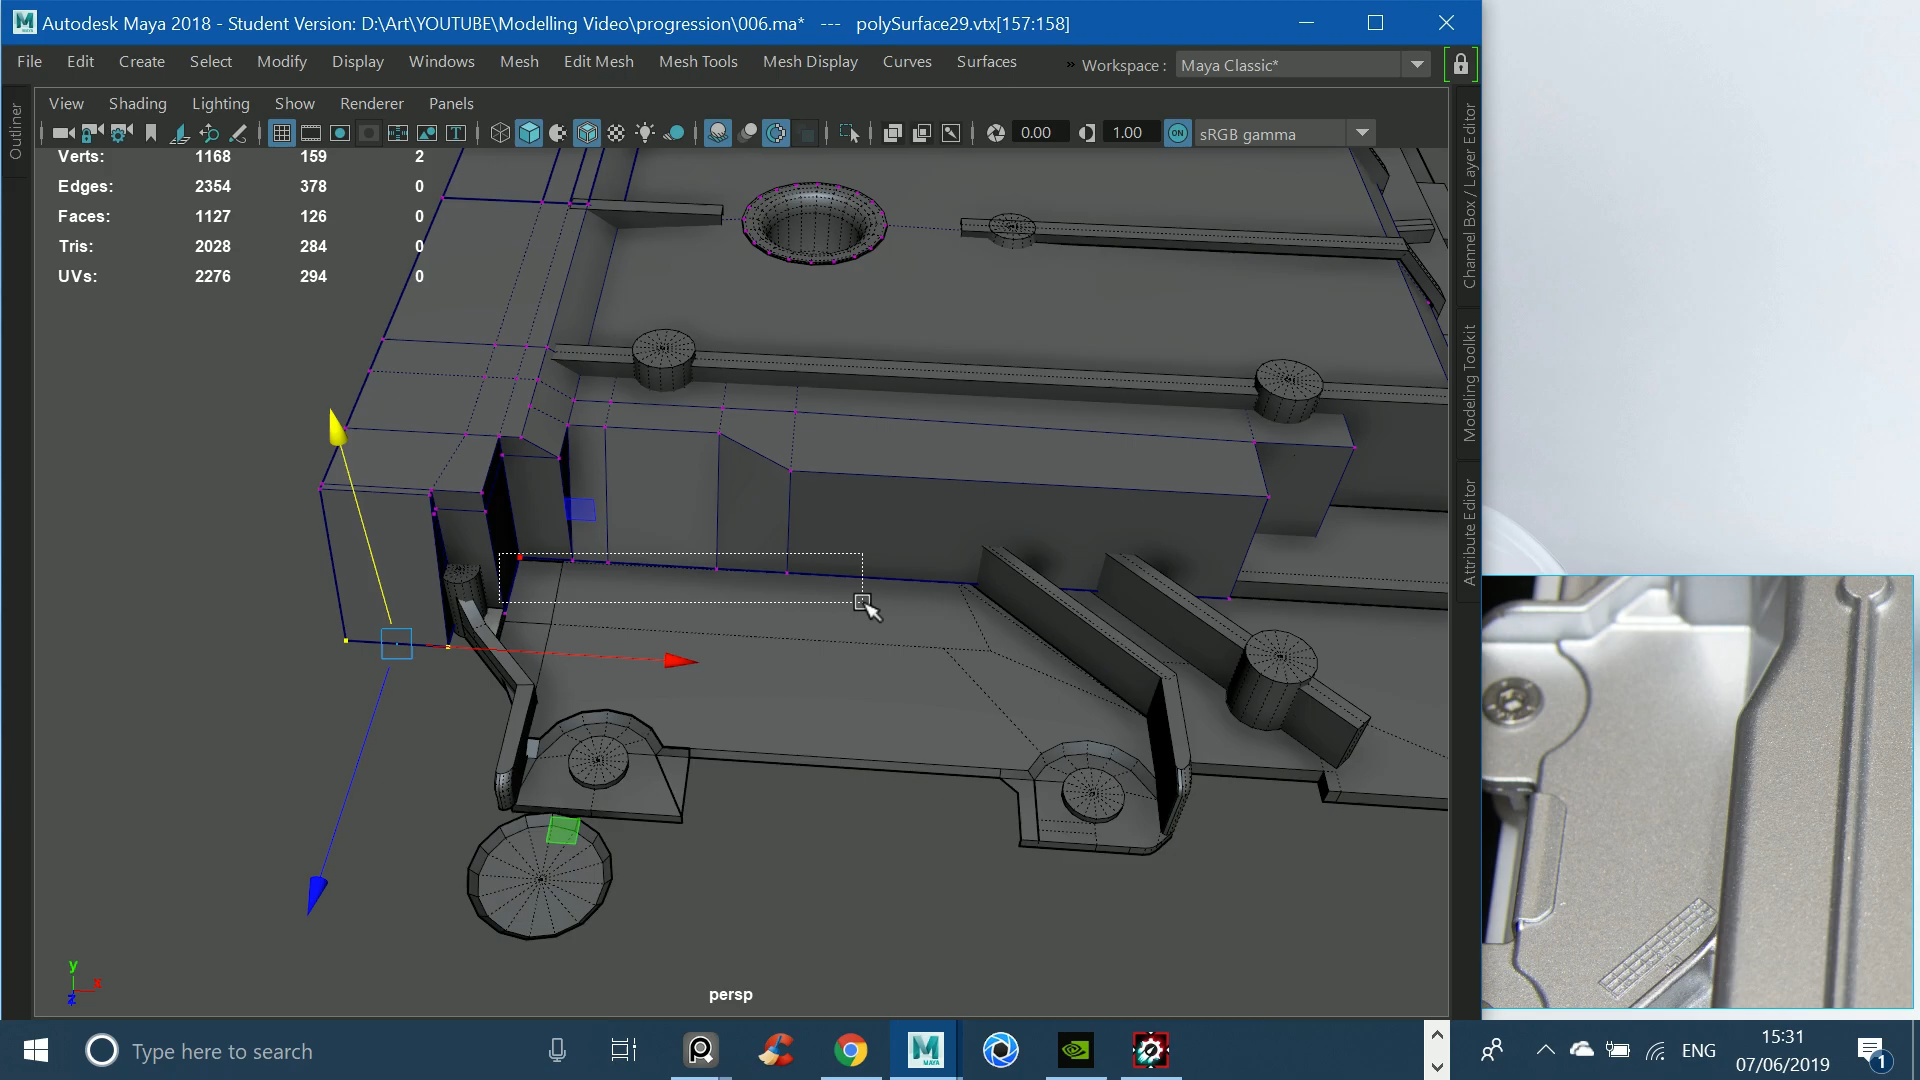 Autodesk Maya 2018 - Student Version: D:\Art\YOUTUBE\Modelling Video\progression\006.ma* --- polySurface29.vtx[157:158]
File Edit Create Select Modify Display Windows Mesh Edit Mesh Mesh Tools Mesh Display Curves Surfaces » Workspace : Maya Classic*
View Shading Lighting Show Renderer Panels
0.00 1.00 ON sRGB gamma
Outliner
Channel Box / Layer Editor
Modeling Toolkit
Attribute Editor
Verts: 1168 159 2
Edges: 2354 378 0
Faces: 1127 126 0
Tris: 2028 284 0
UVs: 2276 294 0
y
x
z
persp
Type here to search
MAYA
ENG
15:31
07/06/2019
1